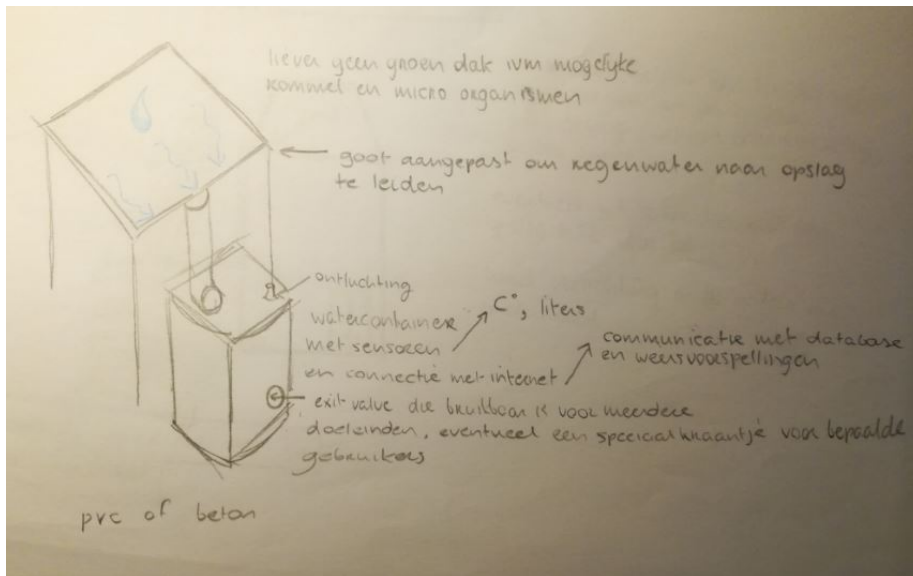 liever geen groen dak ivm mogelijke
rommel en micro organismen
goot aangepast om regenwater naar opslag
te leiden
ontluchting
watercontainer
met sensoren
C°, liters
en connectie met internet
communicatie met database
en weersvoorspellingen
exit valve die bruikbaar is voor meerdere
doeleinden, eventueel een speciaal kraantje voor bepaalde
gebruikers
pvc of beton